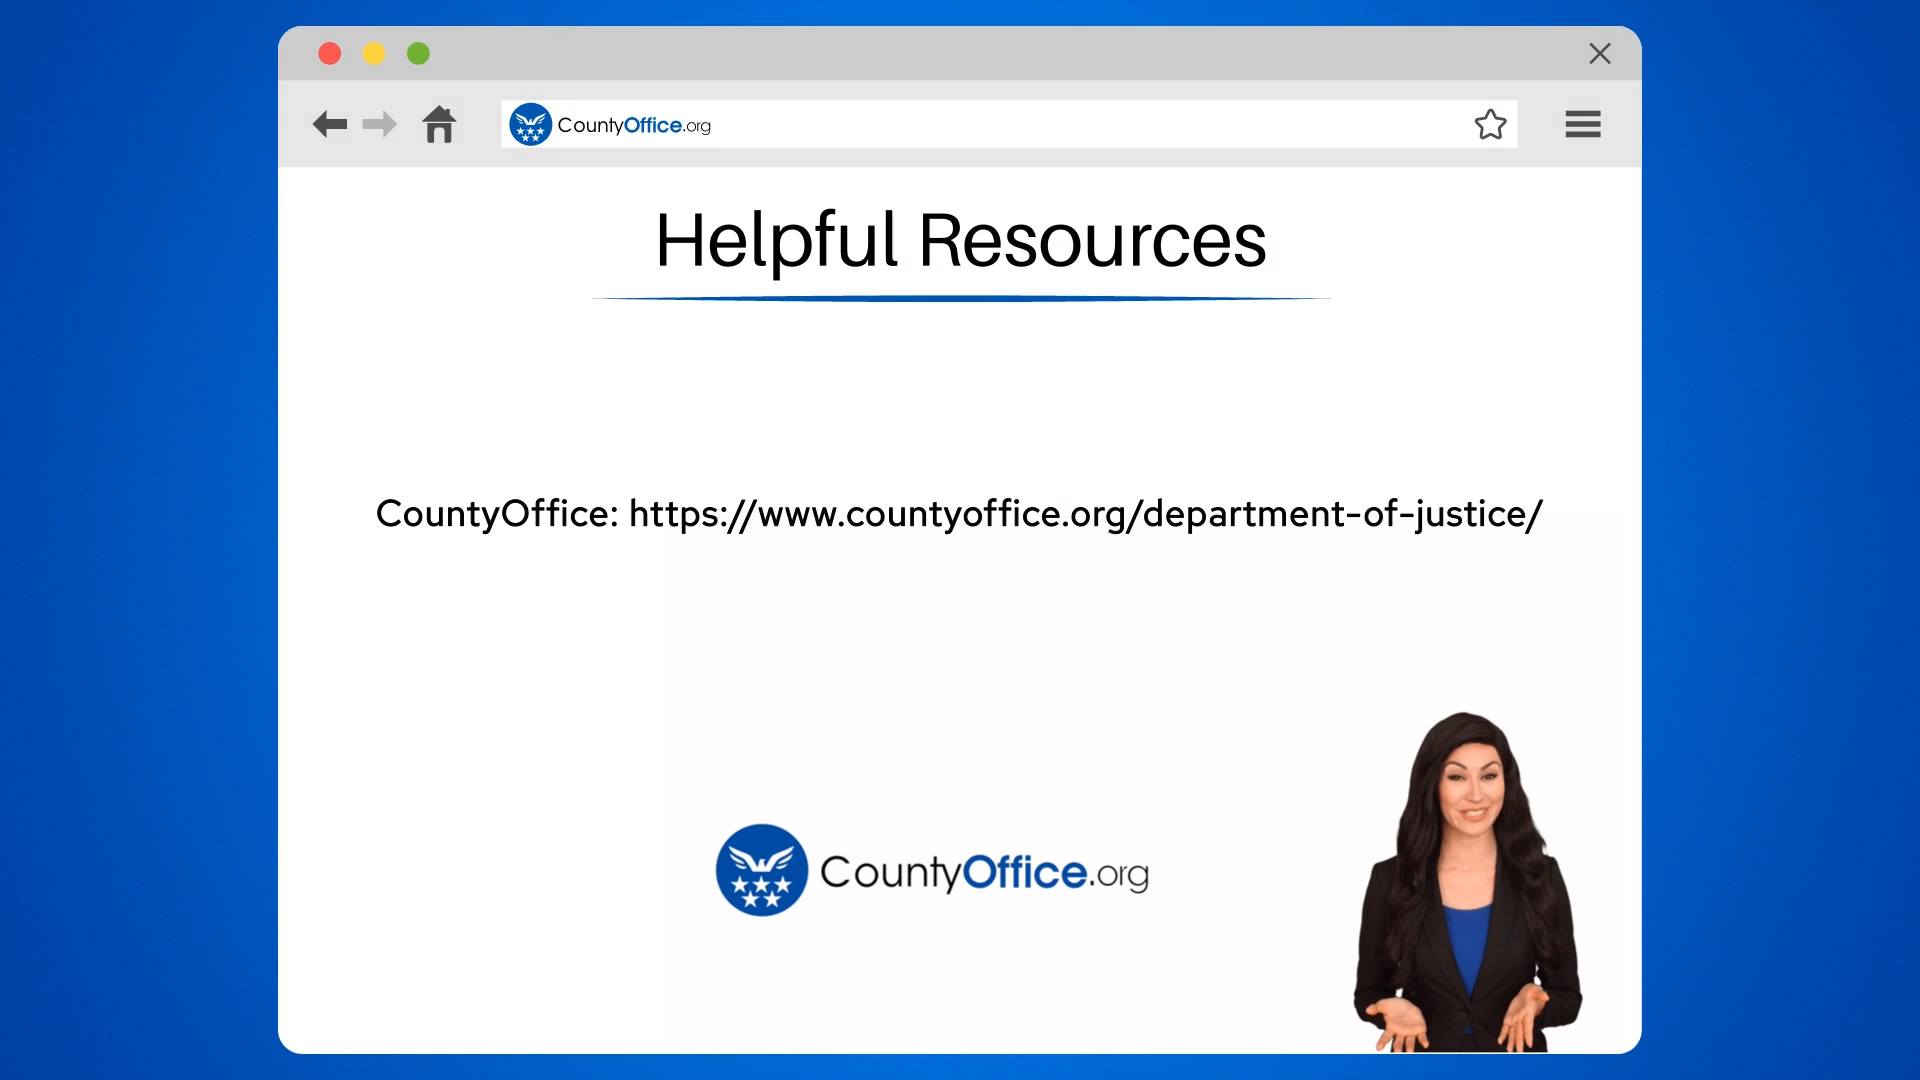 CountyOffice.org
Helpful Resources
CountyOffice: https://www.countyoffice.org/department-of-justice/
CountyOffice.org